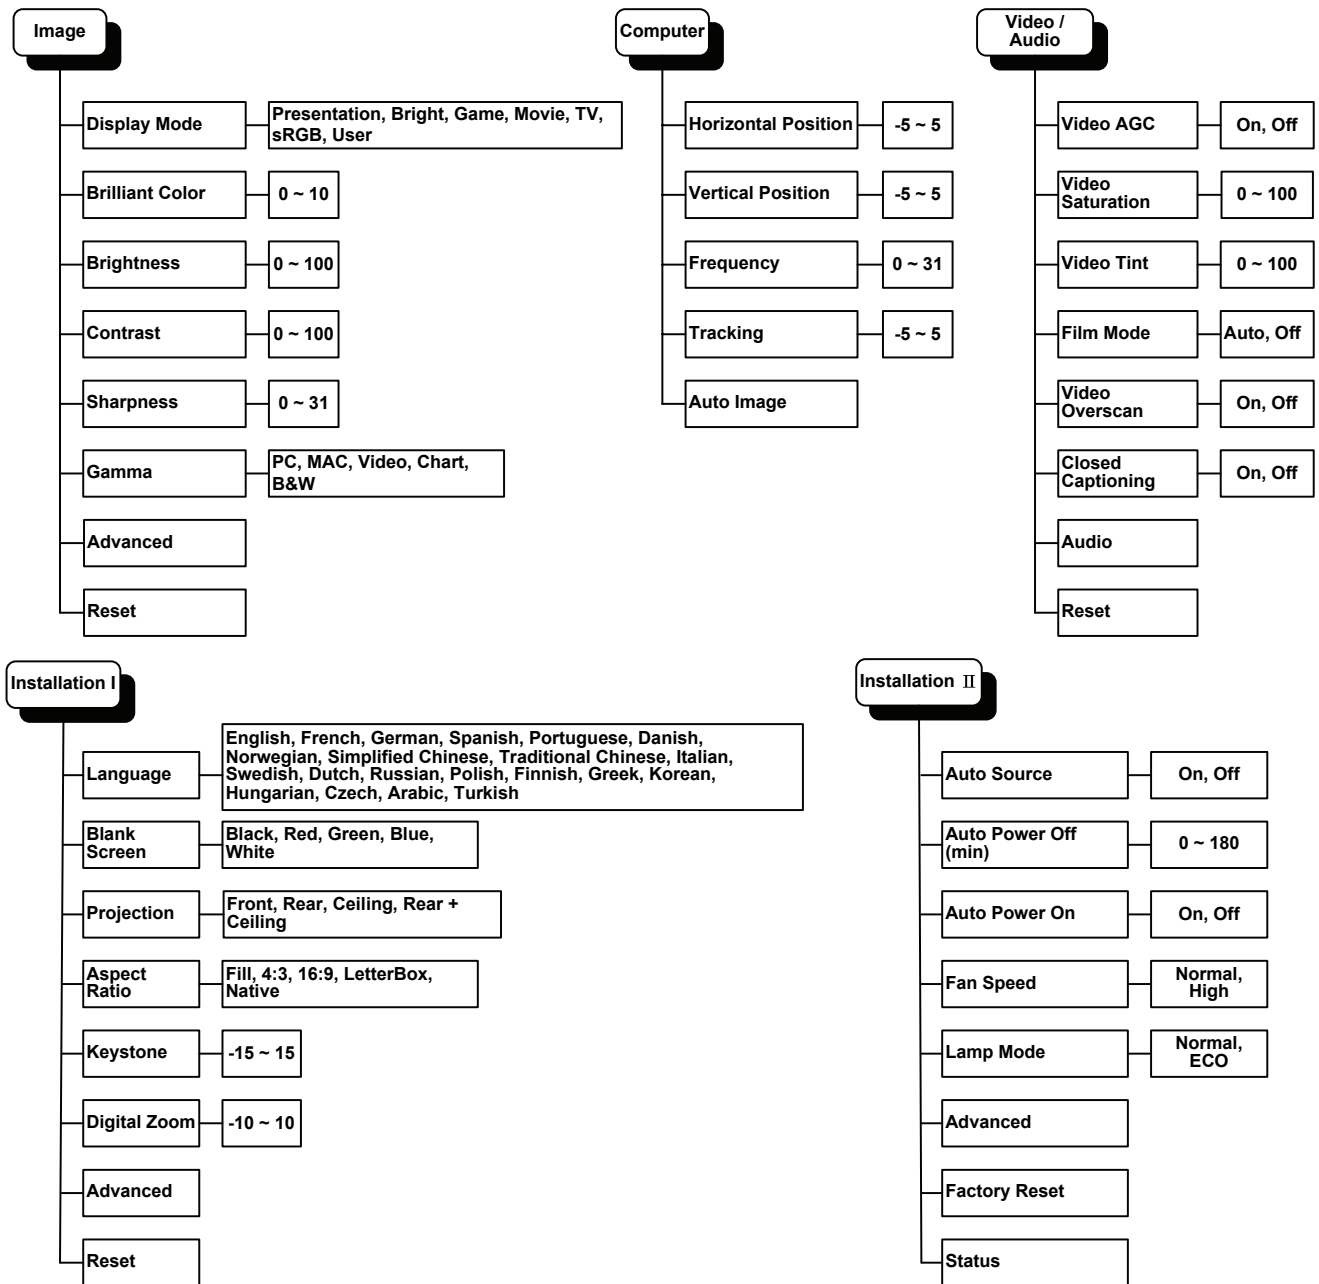 Image
Display Mode
Presentation, Bright, Game, Movie, TV,
sRGB, User
Brilliant Color
0 ~ 10
Brightness
0 ~ 100
Contrast
0 ~ 100
Sharpness
0 ~ 31
Gamma
PC, MAC, Video, Chart,
B&W
Advanced
Reset
Computer
Horizontal Position
-5 ~ 5
Vertical Position
-5 ~ 5
Frequency
0 ~ 31
Tracking
-5 ~ 5
Auto Image
Video /
Audio
Video AGC
On, Off
Video
Saturation
0 ~ 100
Video Tint
0 ~ 100
Film Mode
Auto, Off
Video
Overscan
On, Off
Closed
Captioning
On, Off
Audio
Reset
Installation I
Language
English, French, German, Spanish, Portuguese, Danish,
Norwegian, Simplified Chinese, Traditional Chinese, Italian,
Swedish, Dutch, Russian, Polish, Finnish, Greek, Korean,
Hungarian, Czech, Arabic, Turkish
Blank
Screen
Black, Red, Green, Blue,
White
Projection
Front, Rear, Ceiling, Rear +
Ceiling
Aspect
Ratio
Fill, 4:3, 16:9, LetterBox,
Native
Keystone
-15 ~ 15
Digital Zoom
-10 ~ 10
Advanced
Reset
Installation Ⅱ
Auto Source
On, Off
Auto Power Off
(min)
0 ~ 180
Auto Power On
On, Off
Fan Speed
Normal,
High
Lamp Mode
Normal,
ECO
Advanced
Factory Reset
Status